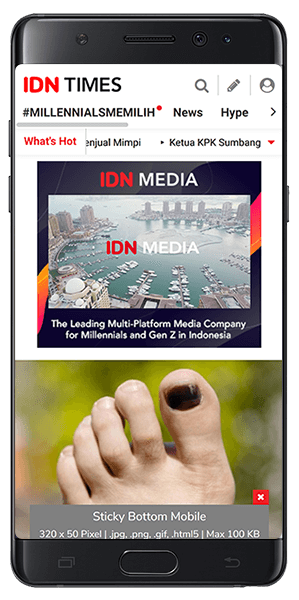 IDN TIMES
#MILLENNIALSMEMILIH News Hype
What's Hot enjual Mimpi ▸ Ketua KPK Sumbang
IDN MEDIA
IDN MEDIA
The Leading Multi-Platform Media Company
for Millennials and Gen Z in Indonesia
Sticky Bottom Mobile
320 x 50 Pixel | .jpg, .png, .gif, .html5 | Max 100 KB